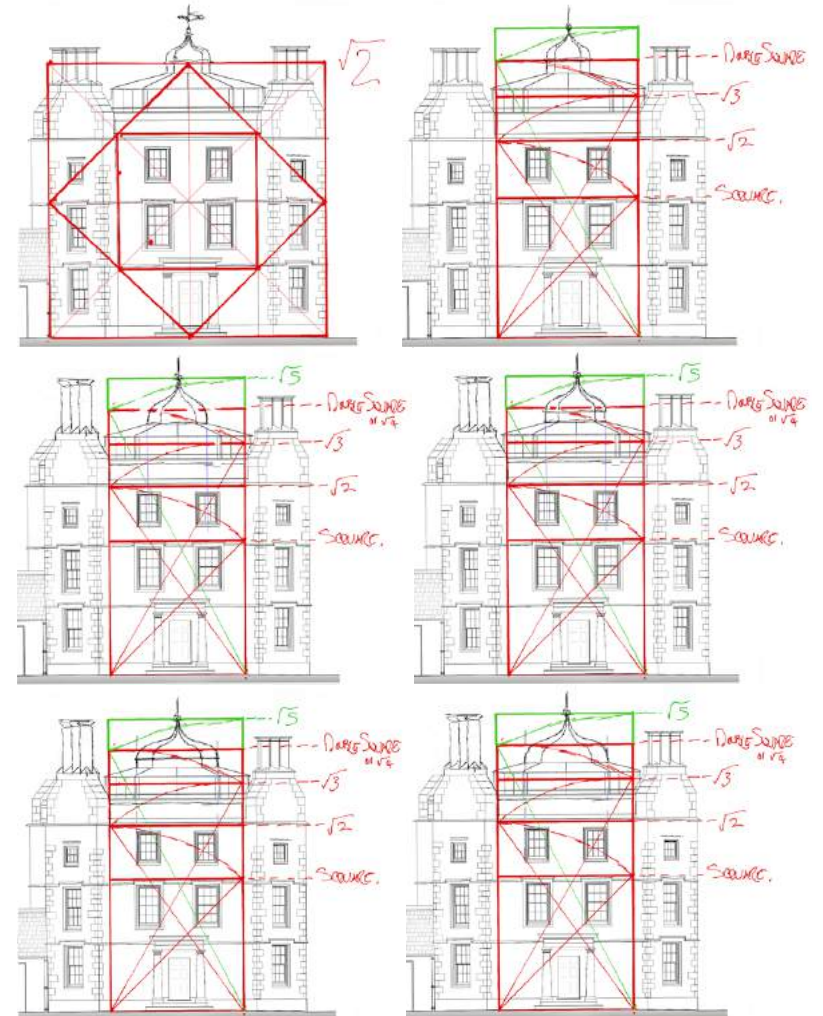 √2
DOUBLE SQUARE
√3
√2
SQUARE.
√5
DOUBLE SQUARE
or √4
√3
√2
SQUARE.
√5
DOUBLE SQUARE
or √4
√3
√2
SQUARE.
√5
DOUBLE SQUARE
or √4
√3
√2
SQUARE.
√5
DOUBLE SQUARE
or √4
√3
√2
SQUARE.